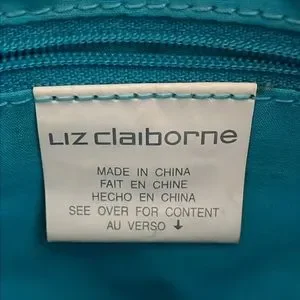 Liz claiborne
MADE IN CHINA
FAIT EN CHINE
HECHO EN CHINA
SEE OVER FOR CONTENT
AU VERSO ↓